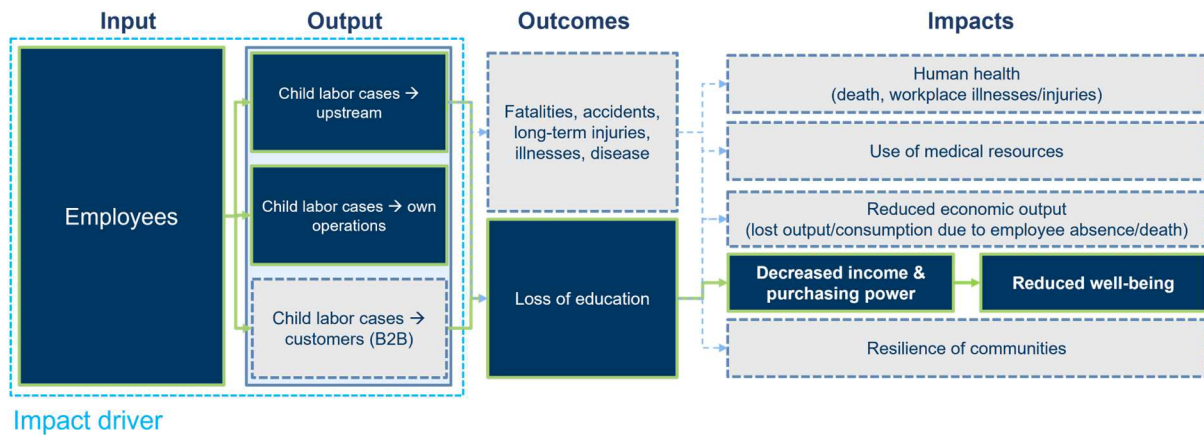 Input
Output
Outcomes
Impacts
Employees
Child labor cases →
upstream
Child labor cases → own
operations
Child labor cases →
customers (B2B)
Fatalities, accidents,
long-term injuries,
illnesses, disease
Loss of education
Human health
(death, workplace illnesses/injuries)
Use of medical resources
Reduced economic output
(lost output/consumption due to employee absence/death)
Decreased income &
purchasing power
Reduced well-being
Resilience of communities
Impact driver